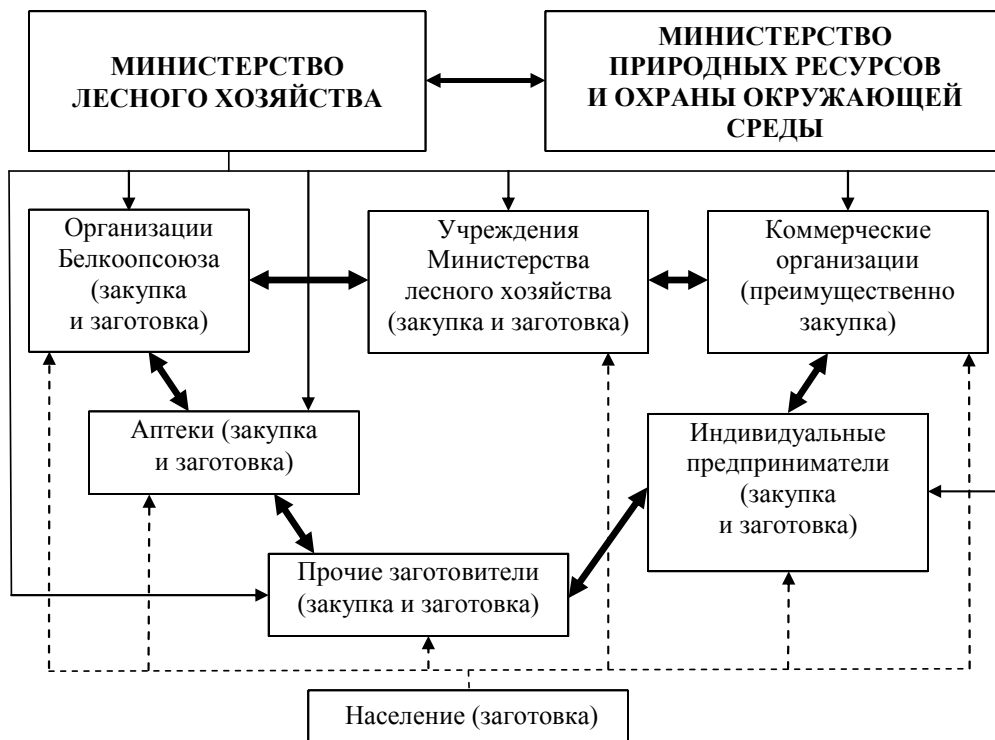 МИНИСТЕРСТВО
ЛЕСНОГО ХОЗЯЙСТВА
МИНИСТЕРСТВО
ПРИРОДНЫХ РЕСУРСОВ
И ОХРАНЫ ОКРУЖАЮЩЕЙ
СРЕДЫ
Организации
Белкоопсоюза
(закупка
и заготовка)
Учреждения
Министерства
лесного хозяйства
(закупка и заготовка)
Коммерческие
организации
(преимущественно
закупка)
Аптеки (закупка
и заготовка)
Индивидуальные
предприниматели
(закупка
и заготовка)
Прочие заготовители
(закупка и заготовка)
Население (заготовка)